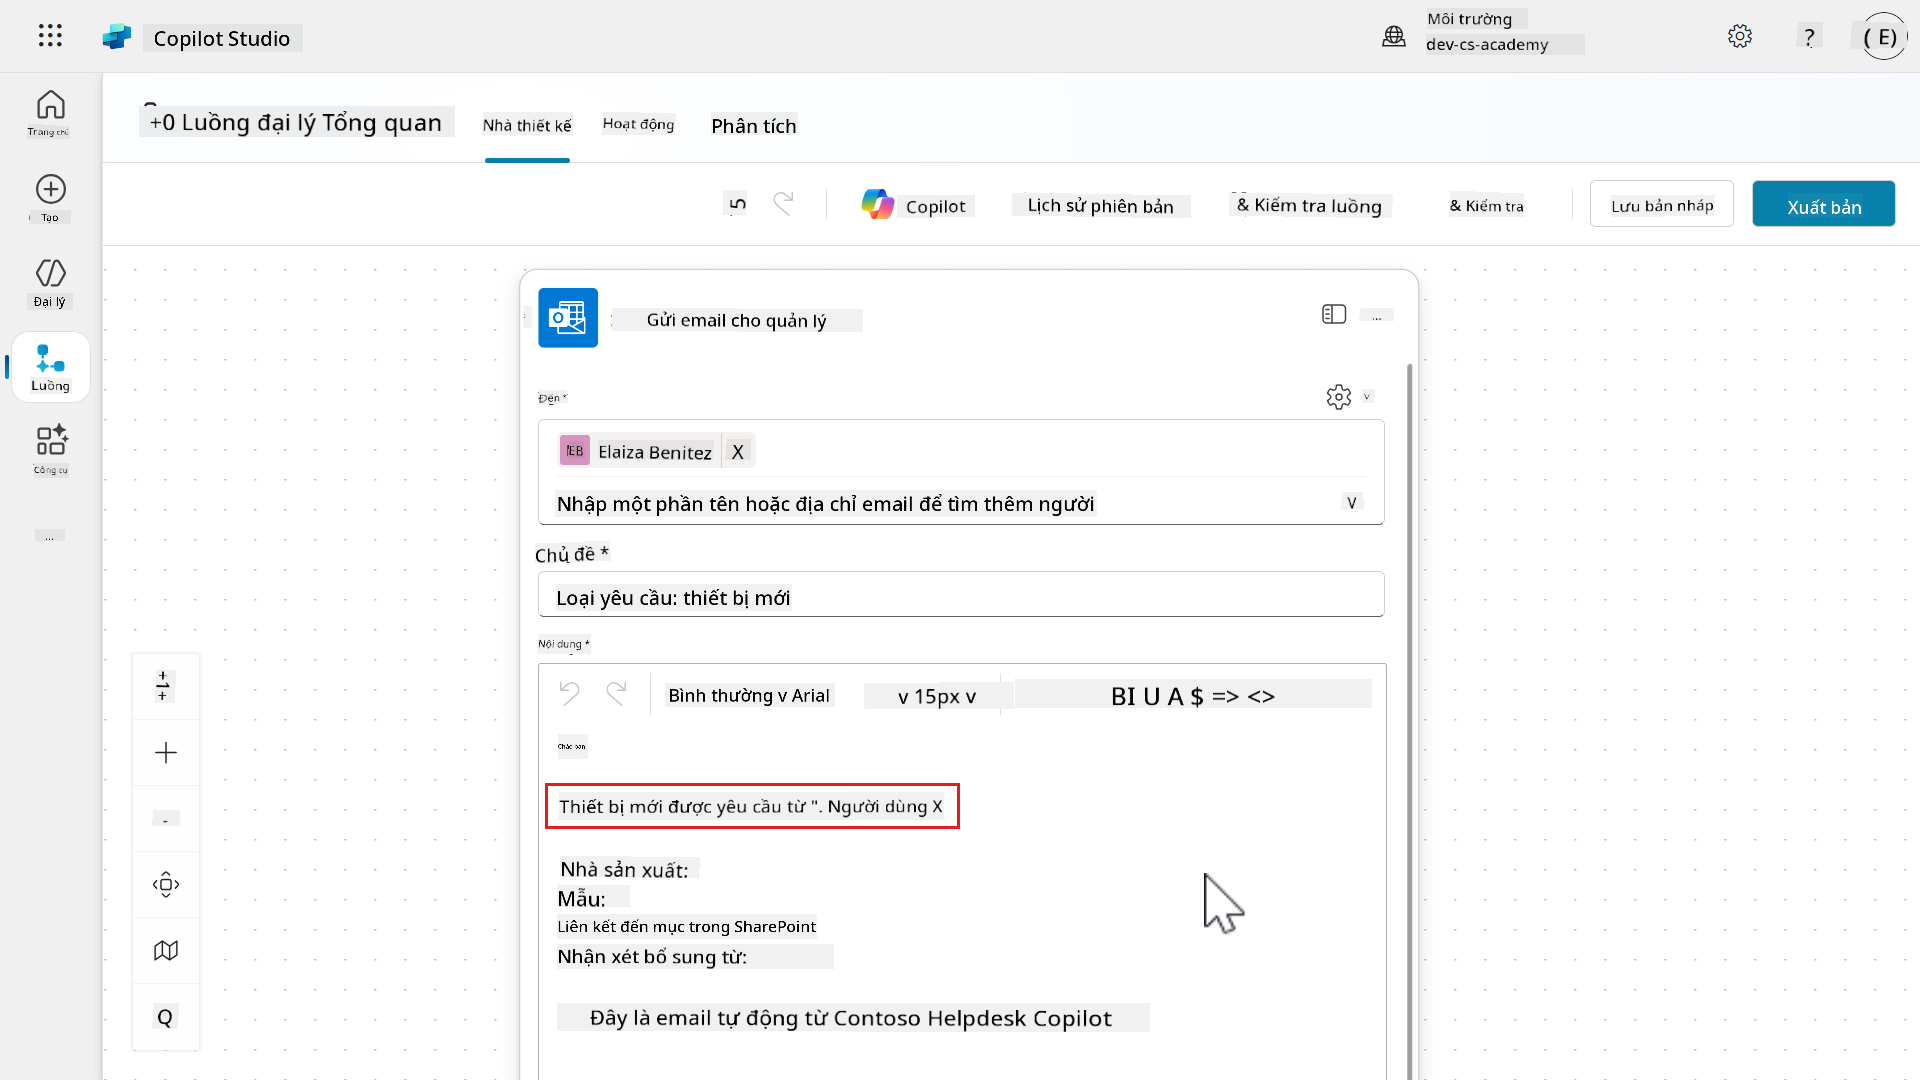 Copilot Studio
Môi trường
dev-cs-academy
?
( E)
Trang chủ
Tạo
Đại lý
Luồng
Công cụ
...
+0 Luồng đại lý Tổng quan
Nhà thiết kế
Hoạt động
Phân tích
Copilot
Lịch sử phiên bản
& Kiểm tra luồng
& Kiểm tra
Lưu bản nháp
Xuất bản
Gửi email cho quản lý
...
Đến *
v
EB
Elaiza Benitez
X
Nhập một phần tên hoặc địa chỉ email để tìm thêm người
V
Chủ đề *
Loại yêu cầu: thiết bị mới
Nội dung *
Bình thường v Arial
v 15px v
BI U A $ => <>
Thiết bị mới được yêu cầu từ ". Người dùng X
Nhà sản xuất:
Mẫu:
Liên kết đến mục trong SharePoint
Nhận xét bổ sung từ:
Đây là email tự động từ Contoso Helpdesk Copilot
Q